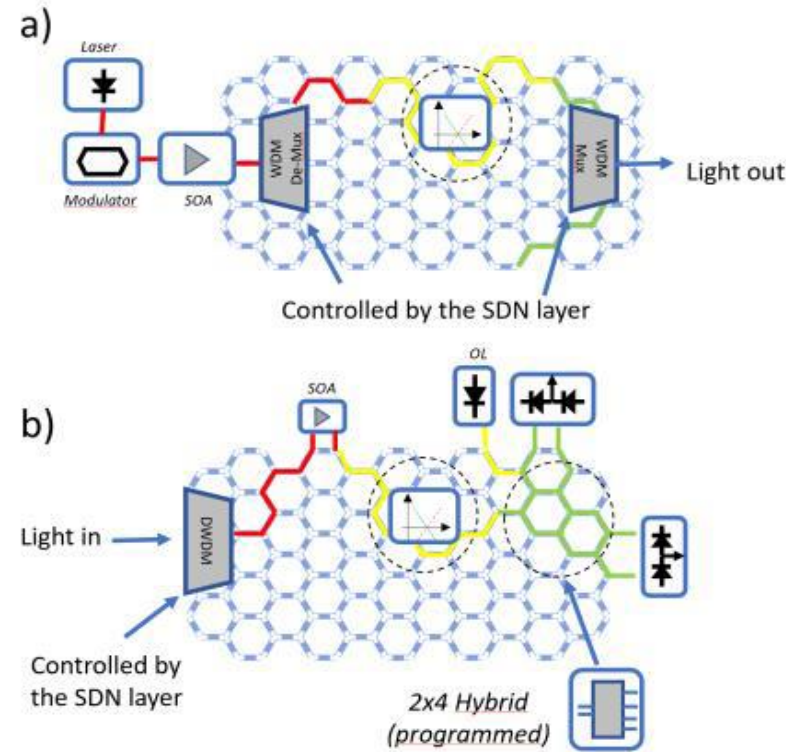 a)
Laser
Modulator
SOA
WDM
De-Mux
WDM
Mux
Light out
Controlled by the SDN layer
b)
SOA
OL
Light in
DWDM
Controlled by
the SDN layer
2x4 Hybrid
(programmed)